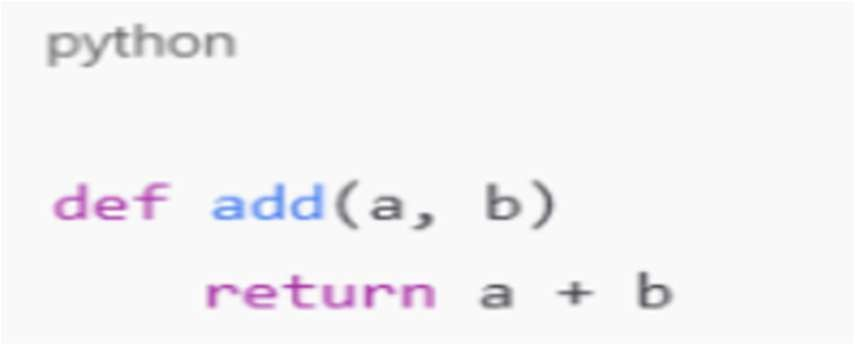 python
def add(a, b)
    return a + b